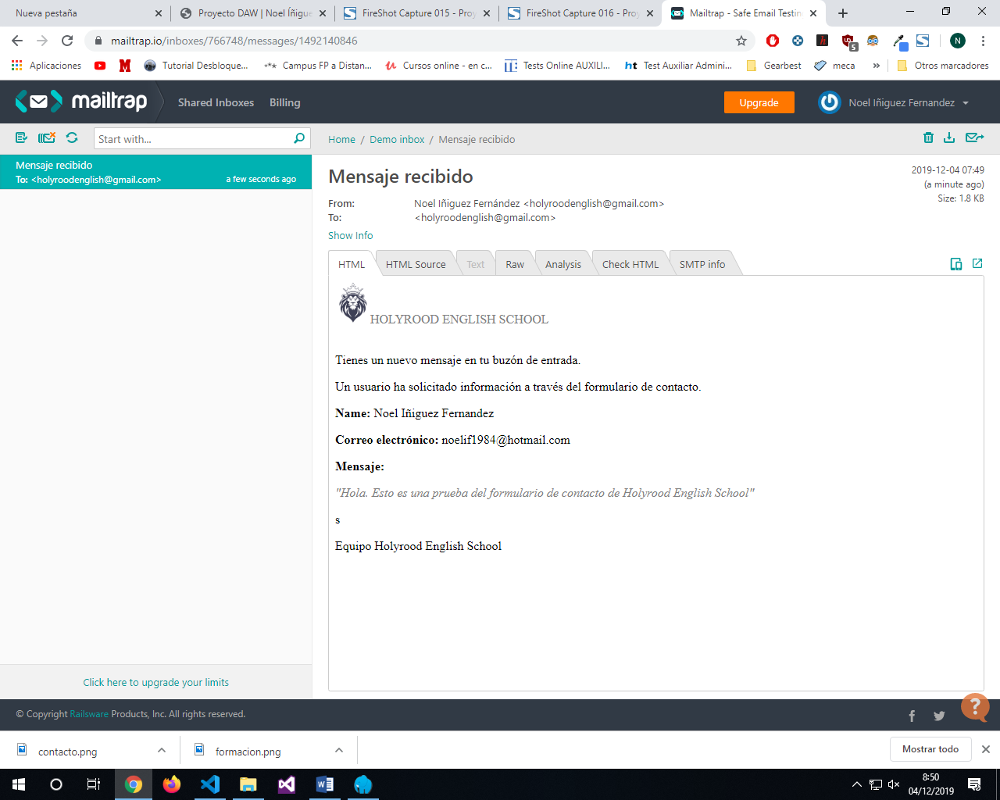 Nueva pestaña
Proyecto DAW | Noel Íñigue
FireShot Capture 015 - Proy
FireShot Capture 016 - Proy
Mailtrap - Safe Email Testin
mailtrap.io/inboxes/766748/messages/1492140846
5
N
Aplicaciones
Tutorial Desbloque...
Campus FP a Distan...
Cursos online - en c...
Tests Online AUXILI...
ht
Test Auxiliar Admini...
Gearbest
meca
»
Otros marcadores
mailtrap
Shared Inboxes
Billing
Upgrade
Noel Iñiguez Fernandez
Start with...
Home / Demo inbox / Mensaje recibido
Mensaje recibido
To: <holyroodenglish@gmail.com>
a few seconds ago
Mensaje recibido
2019-12-04 07:49
(a minute ago)
Size: 1.8 KB
From: Noel Iñiguez Fernández <holyroodenglish@gmail.com>
To: <holyroodenglish@gmail.com>
Show Info
HTML
HTML Source
Text
Raw
Analysis
Check HTML
SMTP info
HOLYROOD ENGLISH SCHOOL
Tienes un nuevo mensaje en tu buzón de entrada.
Un usuario ha solicitado información a través del formulario de contacto.
Name: Noel Iñiguez Fernandez
Correo electrónico: noelif1984@hotmail.com
Mensaje:
"Hola. Esto es una prueba del formulario de contacto de Holyrood English School"
s
Equipo Holyrood English School
Click here to upgrade your limits
© Copyright Railsware Products, Inc. All rights reserved.
?
contacto.png
formacion.png
Mostrar todo
8:50
04/12/2019